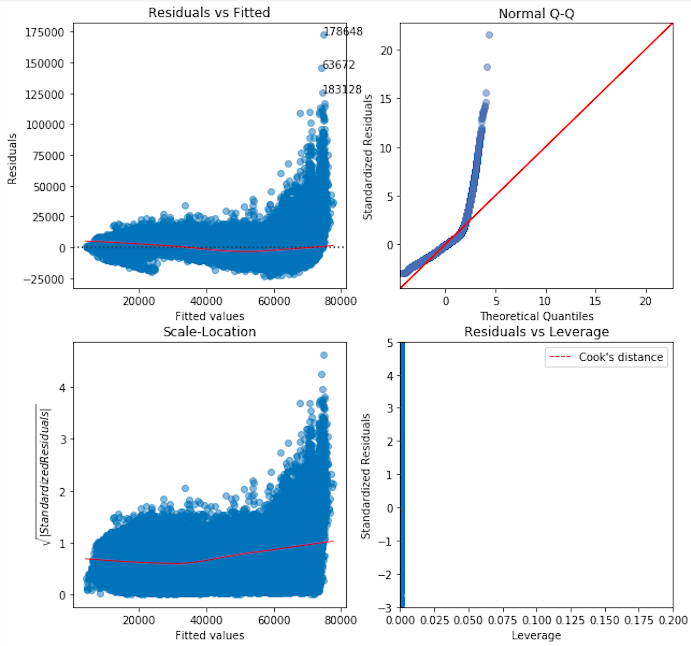 Residuals vs Fitted
178648
63672
183128
175000
150000
125000
100000
75000
50000
25000
0
−25000
Residuals
20000 40000 60000 80000
Fitted values
Normal Q-Q
20
15
10
5
0
Standardized Residuals
0 5 10 15 20
Theoretical Quantiles
Scale-Location
4
3
2
1
0
√|StandardizedResiduals|
20000 40000 60000 80000
Fitted values
Residuals vs Leverage
Cook's distance
5
4
3
2
1
0
−1
−2
−3
Standardized Residuals
0.000 0.025 0.050 0.075 0.100 0.125 0.150 0.175 0.200
Leverage